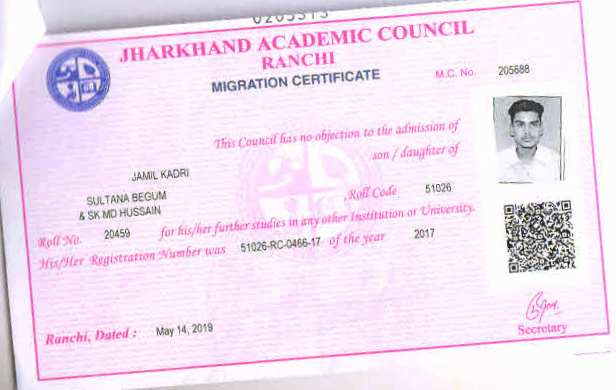 JHARKHAND ACADEMIC COUNCIL
RANCHI
MIGRATION CERTIFICATE
M.C. No. 205688
This Council has no objection to the admission of
JAMIL KADRI son / daughter of
SULTANA BEGUM
& SK MD HUSSAIN , Roll Code 51026
Roll No. 20459 for his/her further studies in any other Institution or University.
His/Her Registration Number was 51026-RC-0466-17 of the year 2017
Ranchi, Dated : May 14, 2019
Secretary